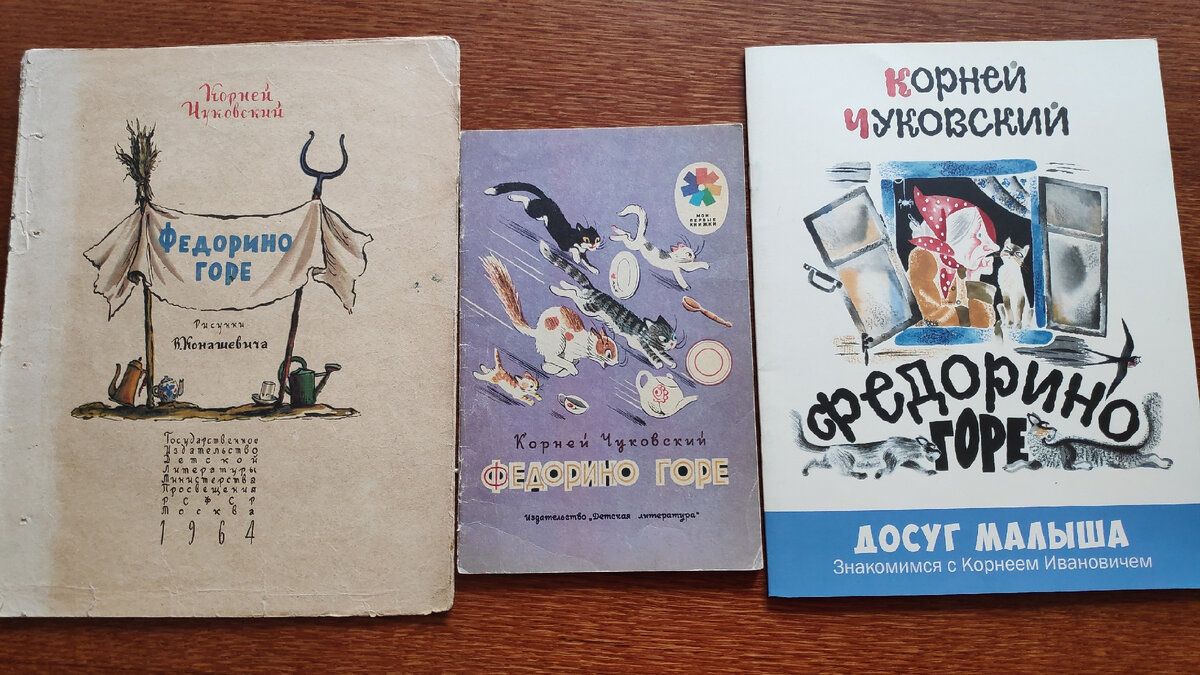 Корней
Чуковский
Федорино
горе
Рисунки
В. Конашевича
Государственное
Издательство
Детской
Литературы
Министерства
Просвещения
РСФСР
Москва
1964
МОИ
ПЕРВЫЕ
КНИЖКИ
Корней Чуковский
ФЕДОРИНО ГОРЕ
Издательство „Детская литература"
Корней
Чуковский
Федорино
ГОРЕ
ДОСУГ МАЛЫША
Знакомимся с Корнеем Ивановичем